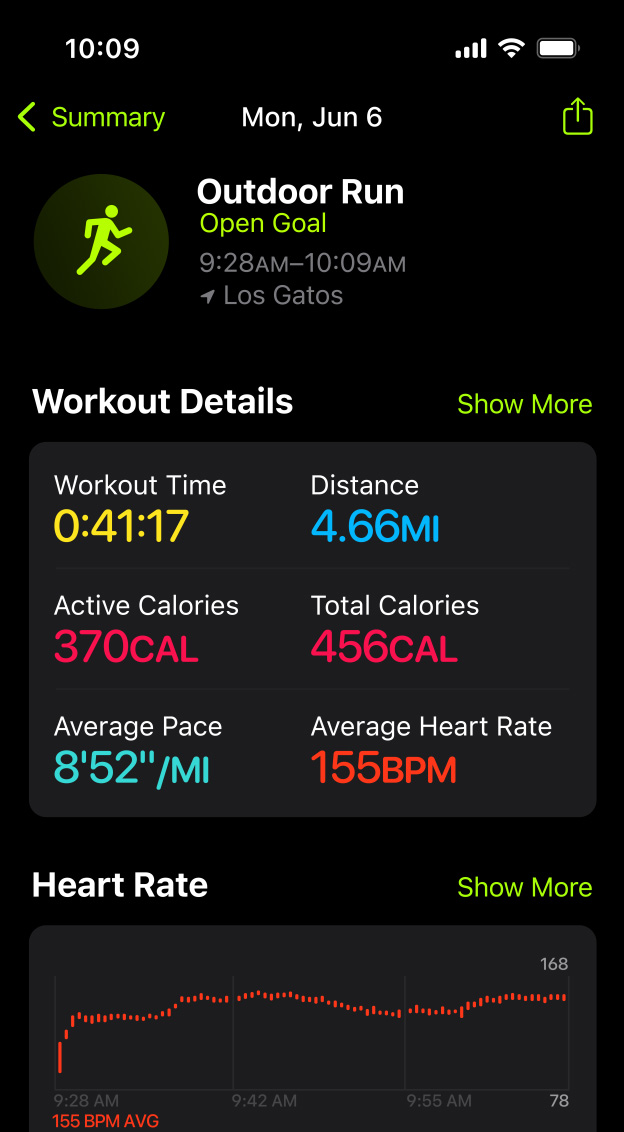 10:09
Summary
Mon, Jun 6
Outdoor Run
Open Goal
9:28AM–10:09AM
Los Gatos
Workout Details
Show More
Workout Time
Distance
0:41:17
4.66MI
Active Calories
Total Calories
370CAL
456CAL
Average Pace
Average Heart Rate
8'52"/MI
155BPM
Heart Rate
Show More
168
9:28 AM
9:42 AM
9:55 AM
78
155 BPM AVG